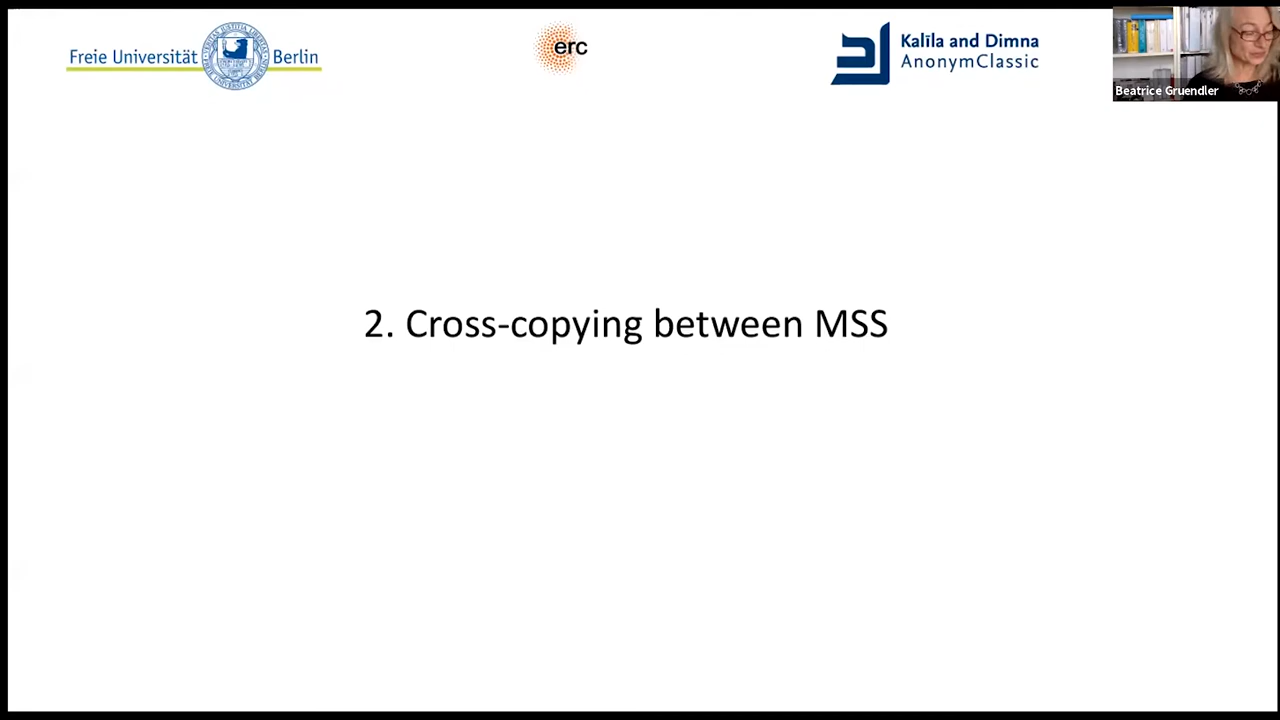 Freie Universität Berlin
erc
Kalīla and Dimna
AnonymClassic
Beatrice Gruendler
2. Cross-copying between MSS